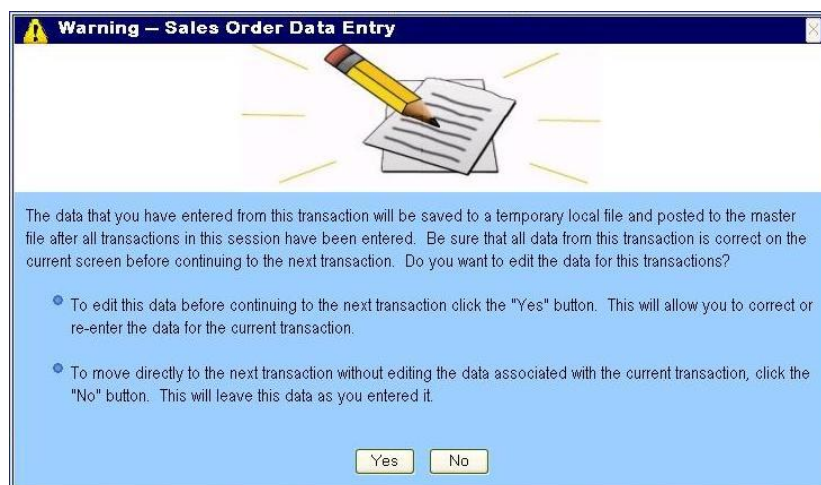 Warning – Sales Order Data Entry
The data that you have entered from this transaction will be saved to a temporary local file and posted to the master
file after all transactions in this session have been entered. Be sure that all data from this transaction is correct on the
current screen before continuing to the next transaction. Do you want to edit the data for this transactions?
To edit this data before continuing to the next transaction click the "Yes" button. This will allow you to correct or
re-enter the data for the current transaction.
To move directly to the next transaction without editing the data associated with the current transaction, click the
"No" button. This will leave this data as you entered it.
Yes No